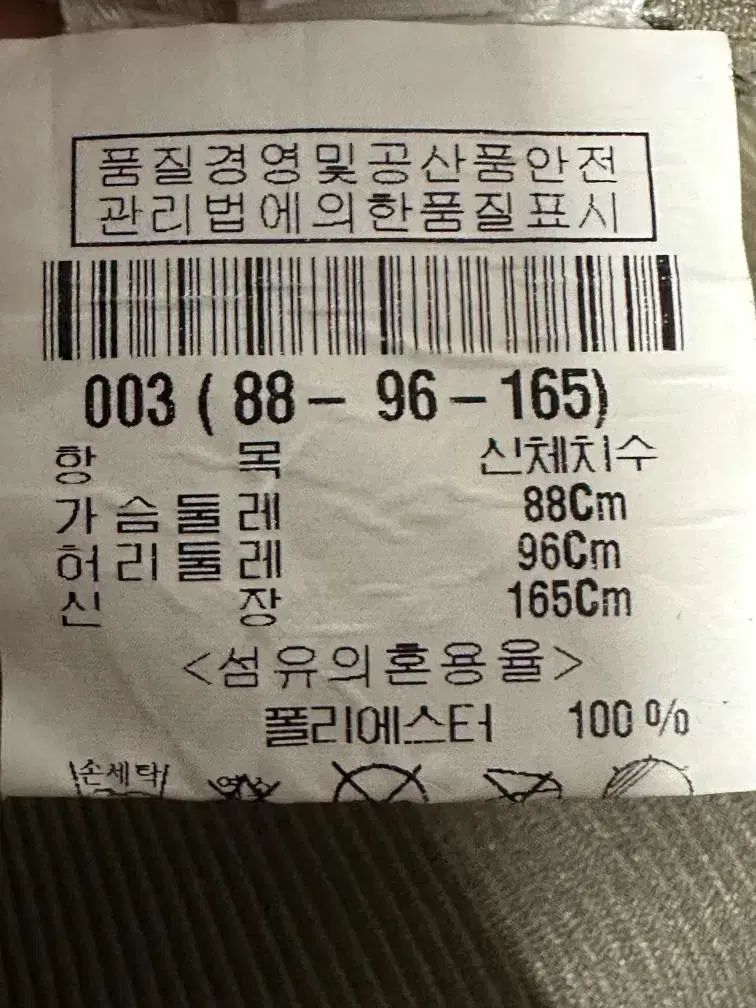 품질경영및공산품안전
관리법에의한품질표시
003 ( 88 - 96 - 165)
항 목 신체치수
가슴둘레 88Cm
허리둘레 96Cm
신 장 165Cm
<섬유의혼용율>
폴리에스터 100 %
손세탁